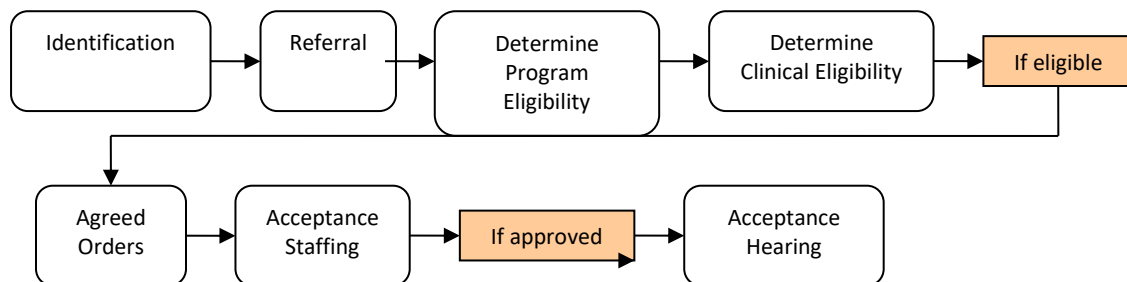 Identification
Referral
Determine
Program
Eligibility
Determine
Clinical Eligibility
If eligible
Agreed
Orders
Acceptance
Staffing
If approved
Acceptance
Hearing